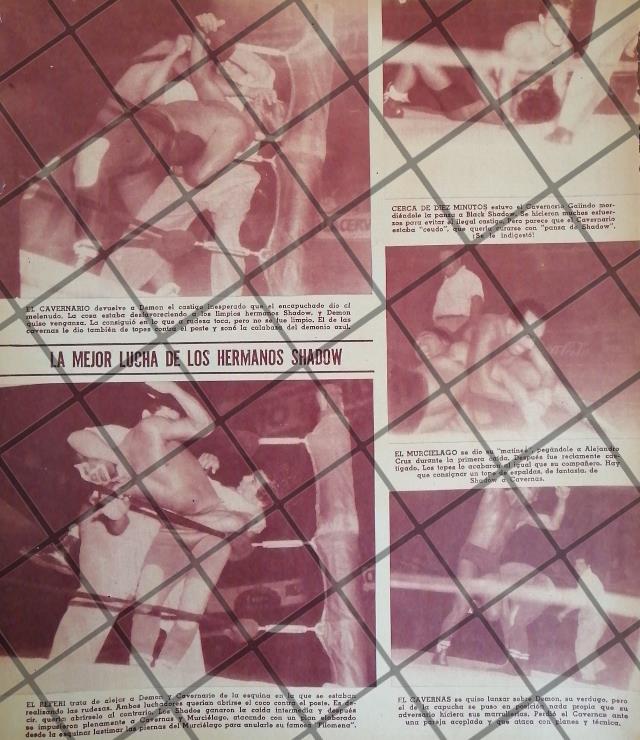 EL CAVERNARIO devuelve a Demon el castigo inesperado que el encapuchado dio al
melenudo. La cosa estaba desfavoreciendo a los limpios hermanos Shadow, y Demon
quiso venganza. La consiguió en lo que a rudeza toca, pero no se fue limpio. El de las
cavernas le dio también de topes contra el poste y sonó la calabaza del demonio azul.
LA MEJOR LUCHA DE LOS HERMANOS SHADOW
EL REFERI trata de alejar a Demon y Cavernario de la esquina en la que se estaban
realizando las rudezas. Ambos luchadores querían abrirse el coco contra el poste. Es de-
cir, quería abrírselo al contrario. Los Shados ganaron la caída intermedia y después
se impusieron plenamente a Cavernas y Murciélago, atacando con un plan elaborado
desde la esquina lastimar las piernas del Murciélago para anularle su famosa "Filomena".
CERCA DE DIEZ MINUTOS estuvo el Cavernario Galindo mor-
diéndole la panza a Black Shadow. Se hicieron muchos esfuer-
zos para evitar el ilegal castigo. Pero parece que el Cavernario
estaba "ceudo", que quería curarse con "panza de Shadow".
¡Se le indigestó!
EL MURCIELAGO se dio su "matinée", pegándole a Alejandro
Cruz durante la primera caída. Después fue reciamente cas-
tigado. Los topes lo acabaron al igual que su compañero. Hay
que consignar un tope de espaldas, de fantasía, de
Shadow a Cavernas.
EL CAVERNAS se quiso lanzar sobre Demon, su verdugo, pero
el de la capucha se puso en posición nada propia que su
adversario hiciera sus marrullerías. Perdió el Cavernas ante
una pareja acoplada y que ataca con planes y técnica.